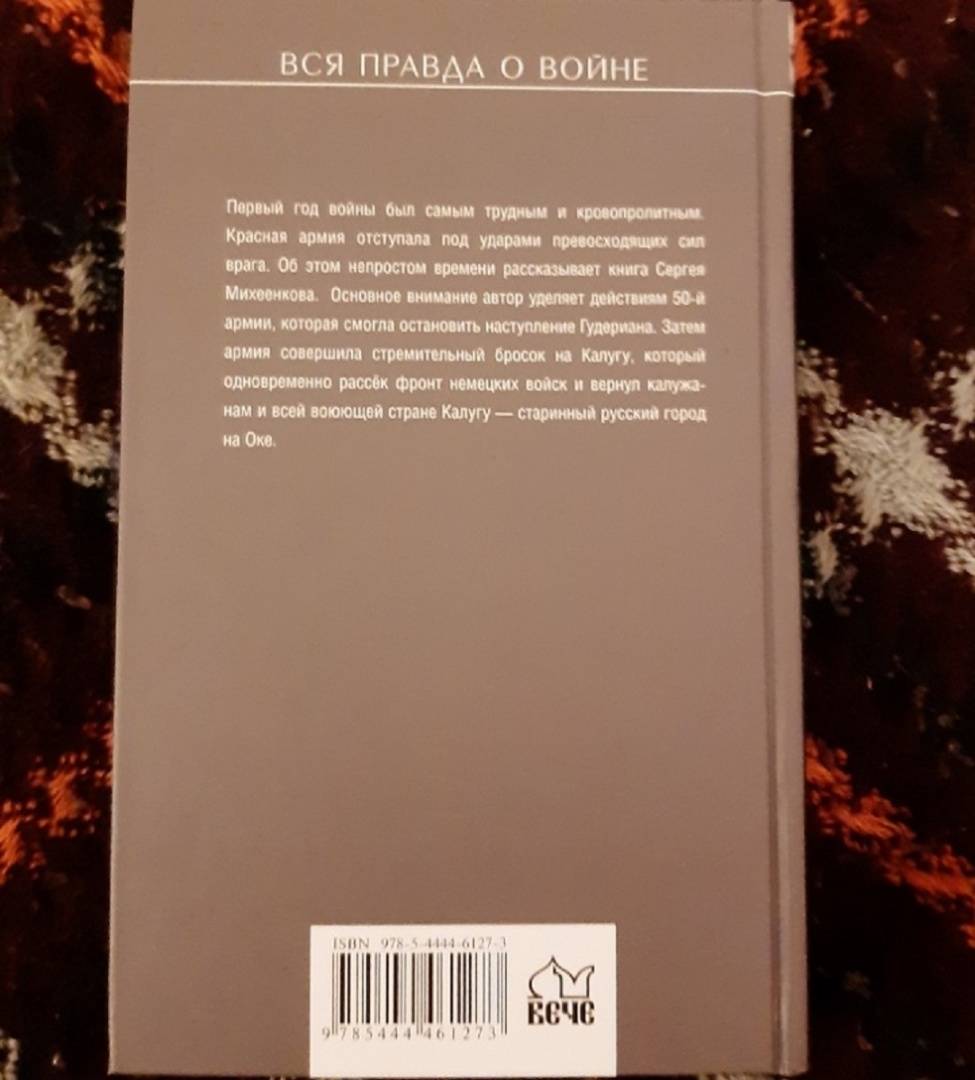 ВСЯ ПРАВДА О ВОЙНЕ
Первый год войны был самым трудным и кровопролитным.
Красная армия отступала под ударами превосходящих сил
врага. Об этом непростом времени рассказывает книга Сергея
Михеенкова. Основное внимание автор уделяет действиям 50-й
армии, которая смогла остановить наступление Гудериана. Затем
армия совершила стремительный бросок на Калугу, который
одновременно рассёк фронт немецких войск и вернул калужа-
нам и всей воюющей стране Калугу — старинный русский город
на Оке.
ISBN 978-5-4444-6127-3
9 785444 461273
ВЕЧЕ